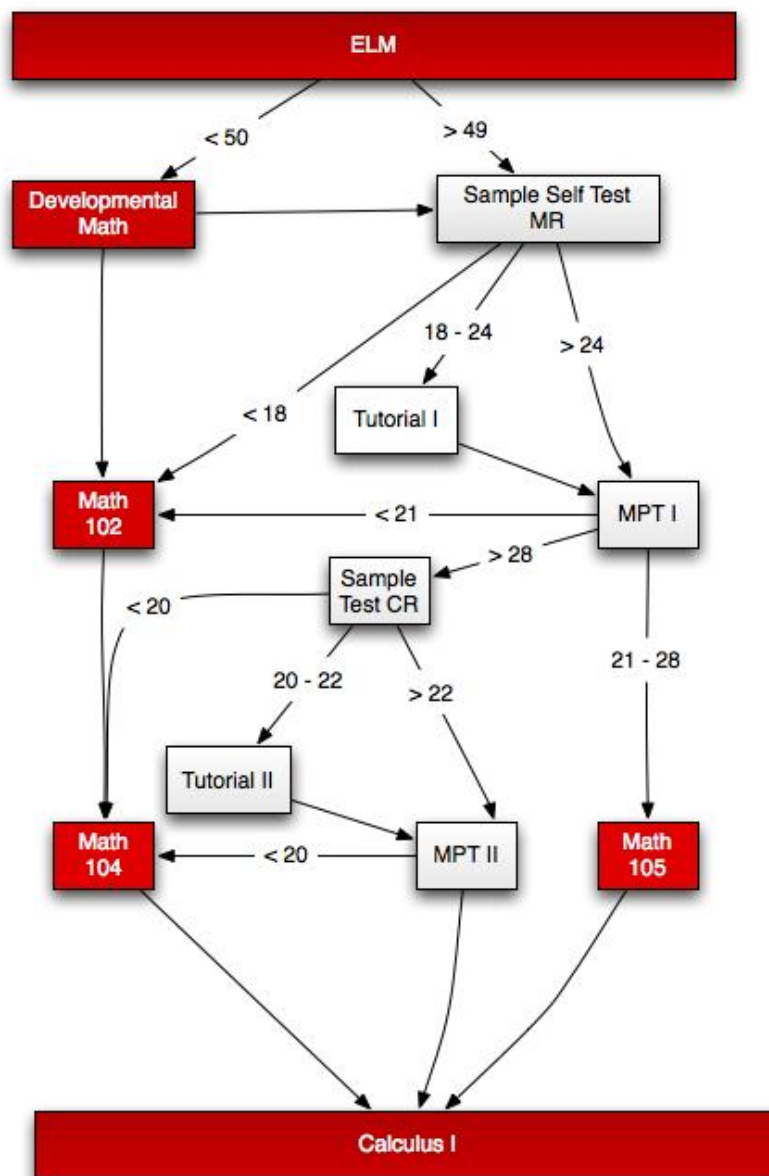 ELM
< 50
> 49
Developmental
Math
Sample Self Test
MR
18 - 24
> 24
< 18
Tutorial I
Math
102
< 21
MPT I
> 28
Sample
Test CR
< 20
21 - 28
20 - 22
> 22
Tutorial II
Math
104
< 20
MPT II
Math
105
Calculus I